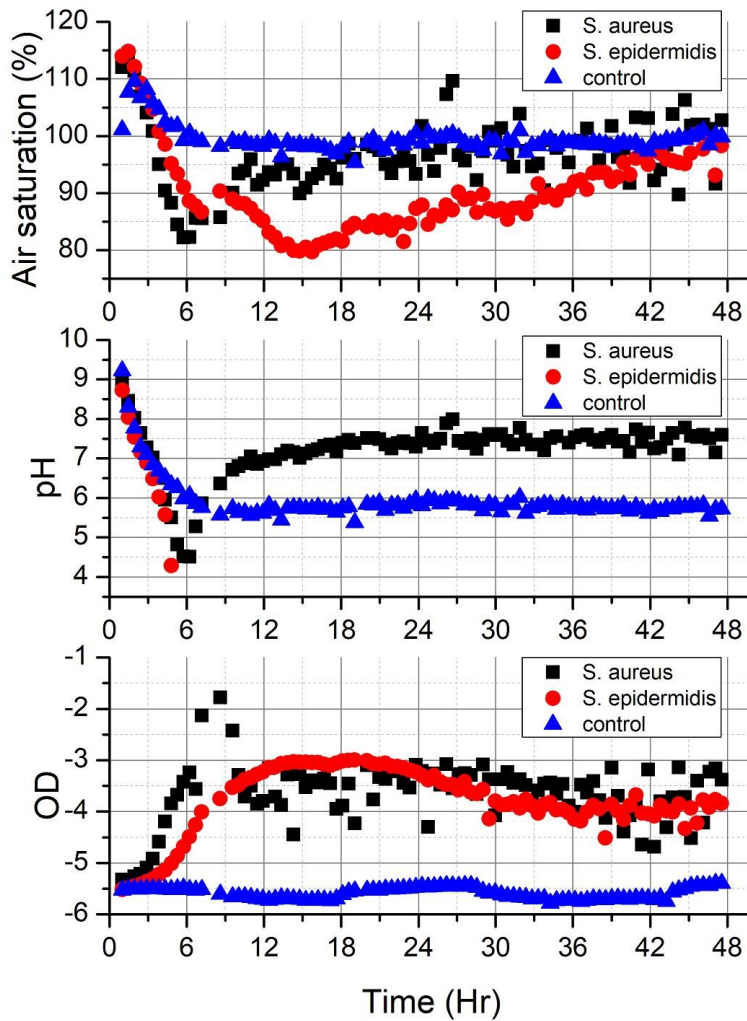 120
110
100
90
80
Air saturation (%)
S. aureus
S. epidermidis
control
0 6 12 18 24 30 36 42 48
10
9
8
7
6
5
4
pH
S. aureus
S. epidermidis
control
0 6 12 18 24 30 36 42 48
-1
-2
-3
-4
-5
-6
OD
S. aureus
S. epidermidis
control
0 6 12 18 24 30 36 42 48
Time (Hr)